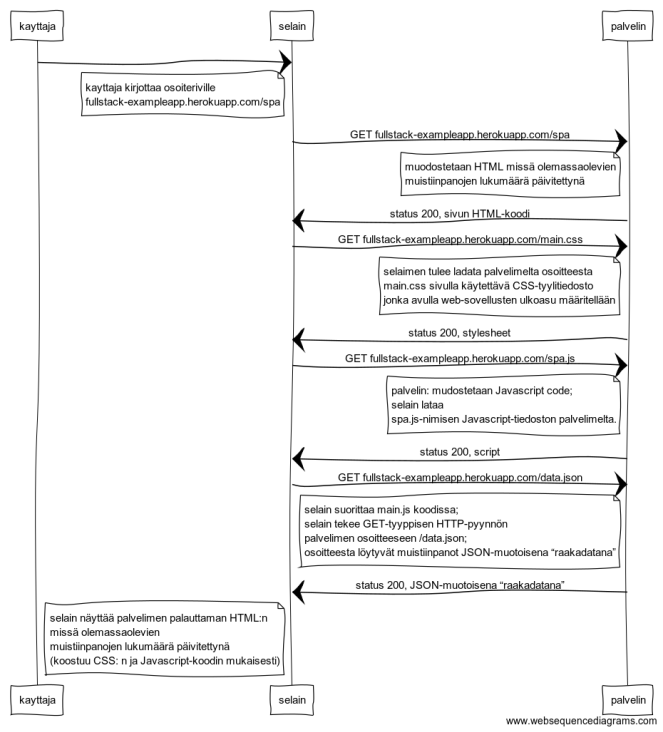 kayttaja
selain
palvelin
kayttaja kirjottaa osoiteriville
fullstack-exampleapp.herokuapp.com/spa
GET fullstack-exampleapp.herokuapp.com/spa
muodostetaan HTML missä olemassaolevien
muistiinpanojen lukumäärä päivitettynä
status 200, sivun HTML-koodi
GET fullstack-exampleapp.herokuapp.com/main.css
selaimen tulee ladata palvelimelta osoitteesta
main.css sivulla käytettävä CSS-tyylitiedosto
jonka avulla web-sovellusten ulkoasu määritellään
status 200, stylesheet
GET fullstack-exampleapp.herokuapp.com/spa.js
palvelin: mudostetaan Javascript code;
selain lataa
spa.js-nimisen Javascript-tiedoston palvelimelta.
status 200, script
GET fullstack-exampleapp.herokuapp.com/data.json
selain suorittaa main.js koodissa;
selain tekee GET-tyyppisen HTTP-pyynnön
palvelimen osoitteeseen /data.json;
osoitteesta löytyvät muistiinpanot JSON-muotoisena “raakadatana”
status 200, JSON-muotoisena “raakadatana”
selain näyttää palvelimen palauttaman HTML:n
missä olemassaolevien
muistiinpanojen lukumäärä päivitettynä
(koostuu CSS: n ja Javascript-koodin mukaisesti)
kayttaja
selain
palvelin
www.websequencediagrams.com